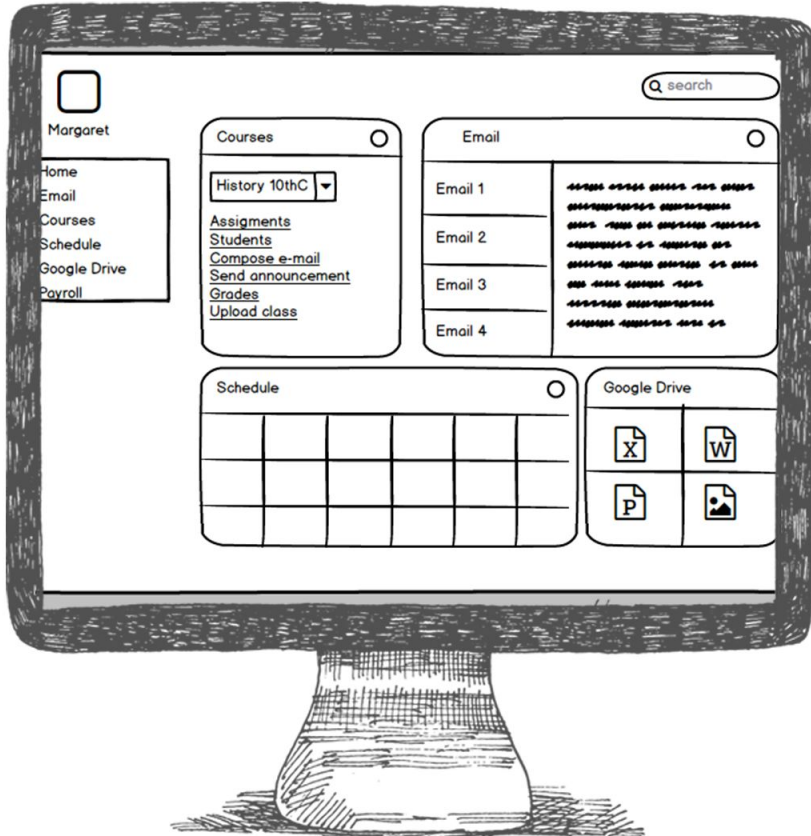 search
Margaret
Home
Email
Courses
Schedule
Google Drive
Payroll
Courses
History 10thC
Assigments
Students
Compose e-mail
Send announcement
Grades
Upload class
Email
Email 1
Email 2
Email 3
Email 4
Schedule
Google Drive
X
W
P